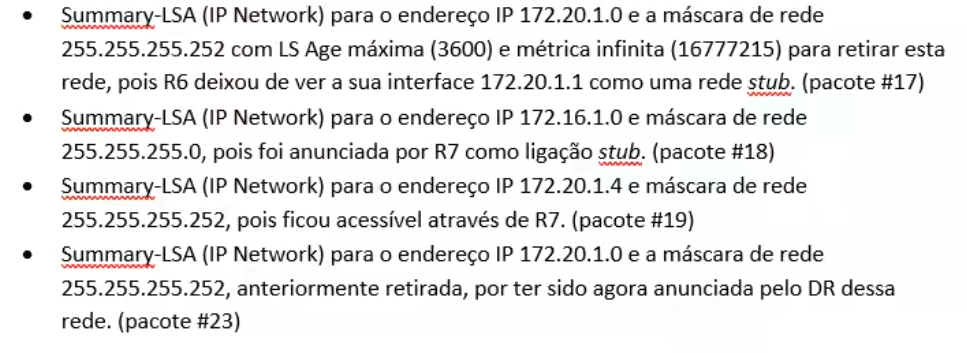 • Summary-LSA (IP Network) para o endereço IP 172.20.1.0 e a máscara de rede
255.255.255.252 com LS Age máxima (3600) e métrica infinita (16777215) para retirar esta
rede, pois R6 deixou de ver a sua interface 172.20.1.1 como uma rede stub. (pacote #17)
• Summary-LSA (IP Network) para o endereço IP 172.16.1.0 e máscara de rede
255.255.255.0, pois foi anunciada por R7 como ligação stub. (pacote #18)
• Summary-LSA (IP Network) para o endereço IP 172.20.1.4 e máscara de rede
255.255.255.252, pois ficou acessível através de R7. (pacote #19)
• Summary-LSA (IP Network) para o endereço IP 172.20.1.0 e a máscara de rede
255.255.255.252, anteriormente retirada, por ter sido agora anunciada pelo DR dessa
rede. (pacote #23)